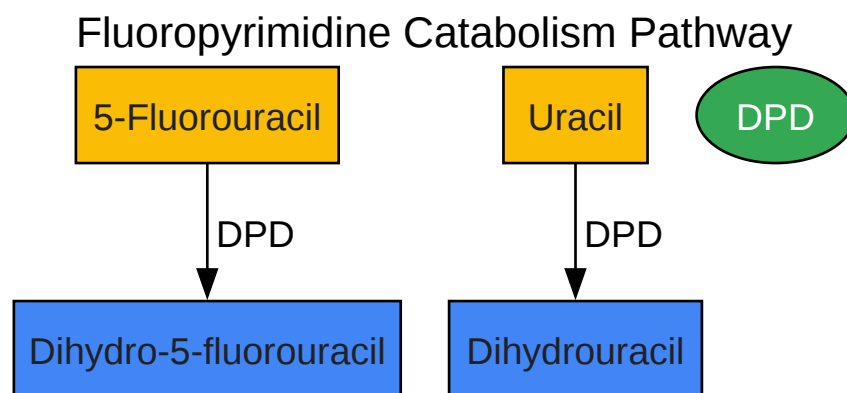 Fluoropyrimidine Catabolism Pathway
5-Fluorouracil
Uracil
DPD
DPD
DPD
Dihydro-5-fluorouracil
Dihydrouracil